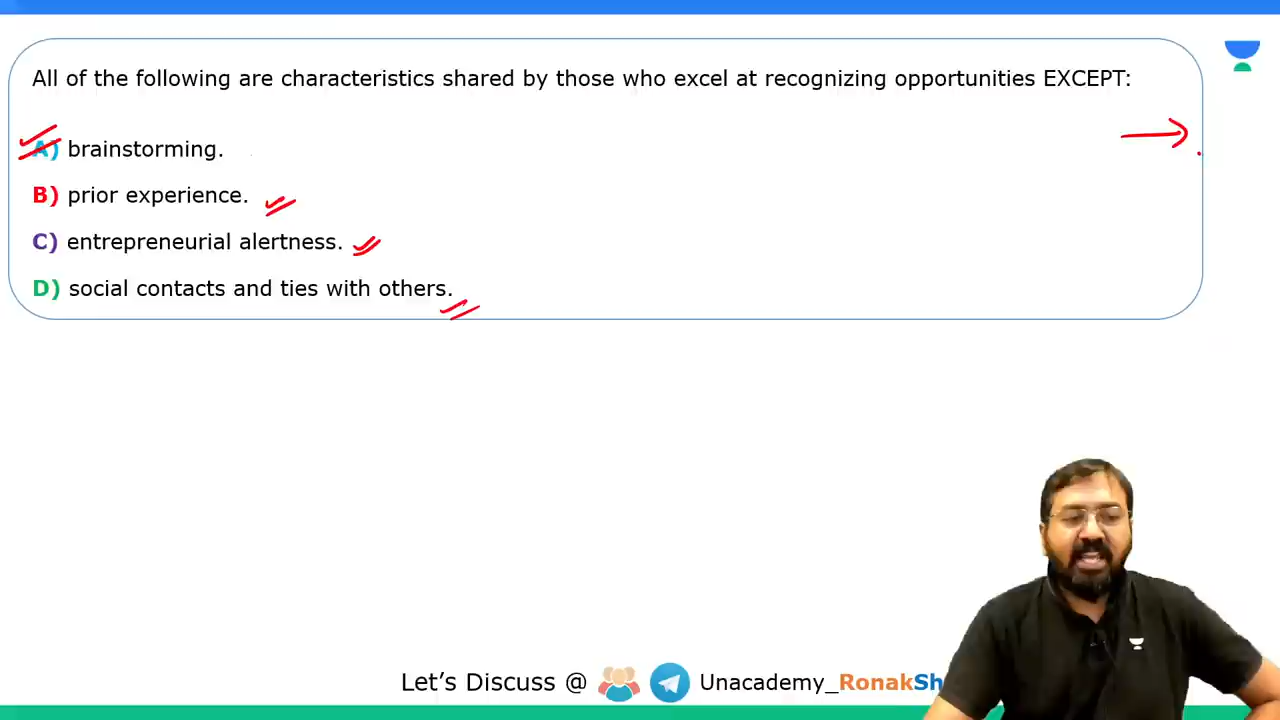 All of the following are characteristics shared by those who excel at recognizing opportunities EXCEPT:
A) brainstorming.
B) prior experience.
C) entrepreneurial alertness.
D) social contacts and ties with others.
Let's Discuss @ Unacademy_RonakSh